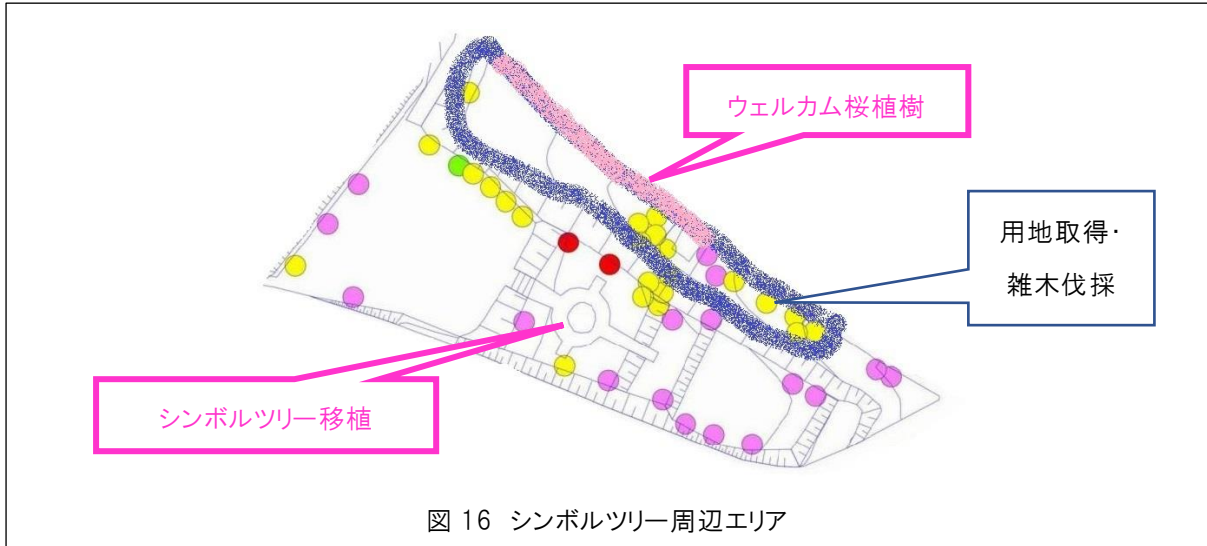 ウェルカム桜植樹
用地取得・
雑木伐採
シンボルツリー移植
図 16 シンボルツリー周辺エリア